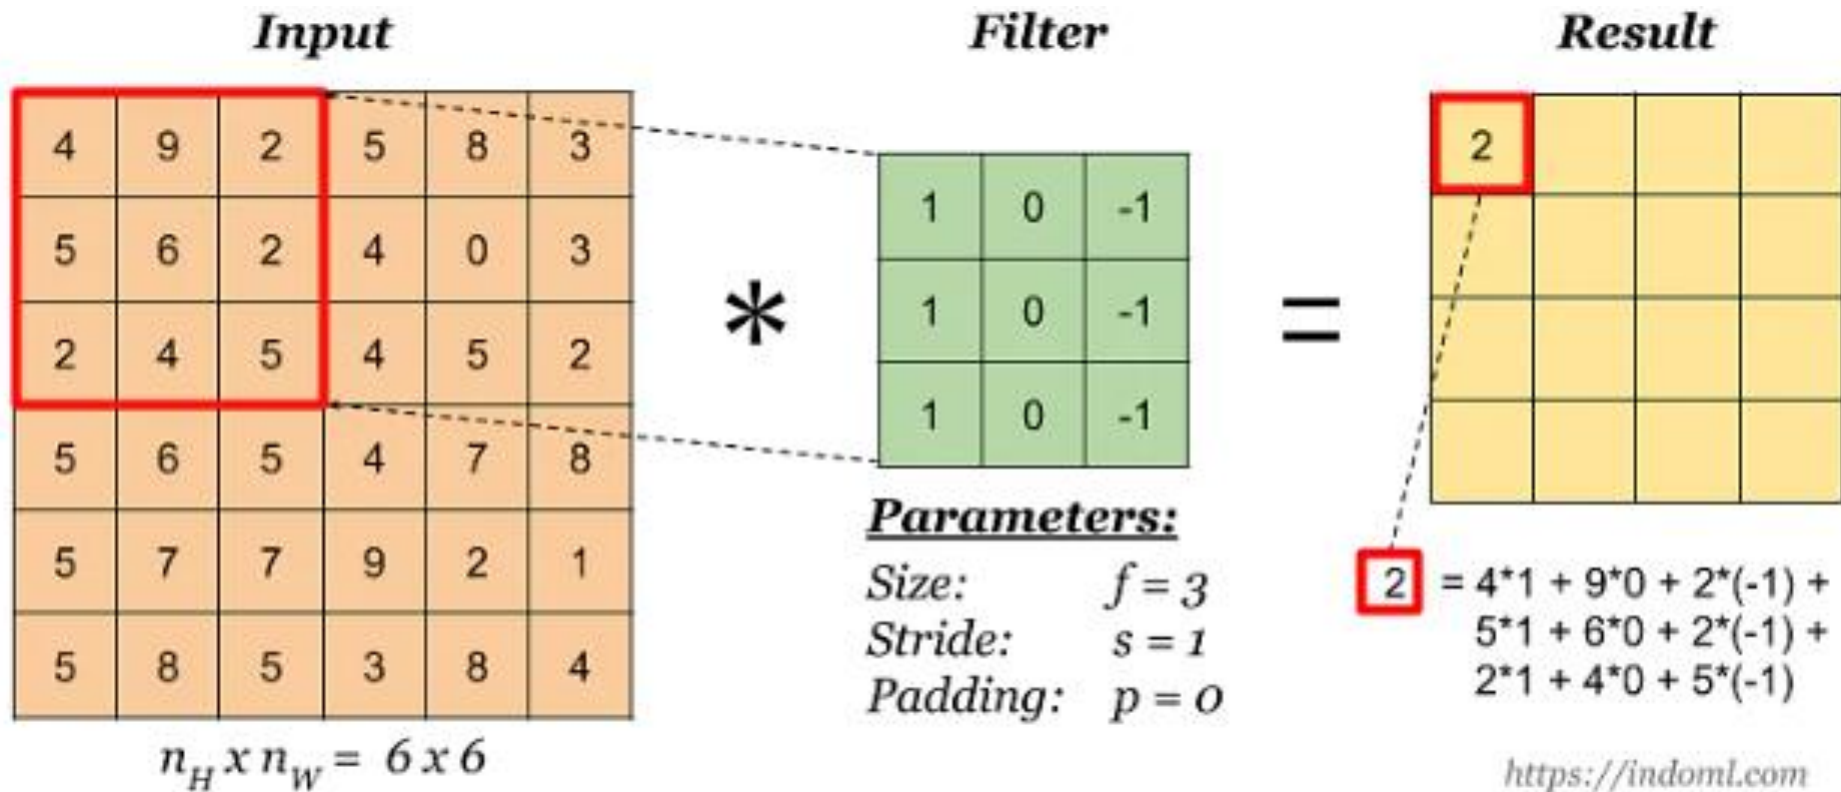 Input
4 9 2 5 8 3
5 6 2 4 0 3
2 4 5 4 5 2
5 6 5 4 7 8
5 7 7 9 2 1
5 8 5 3 8 4
n_H x n_W = 6 x 6
*
Filter
1 0 -1
1 0 -1
1 0 -1
Parameters:
Size: f = 3
Stride: s = 1
Padding: p = 0
=
Result
2
2 = 4*1 + 9*0 + 2*(-1) +
5*1 + 6*0 + 2*(-1) +
2*1 + 4*0 + 5*(-1)
https://indoml.com